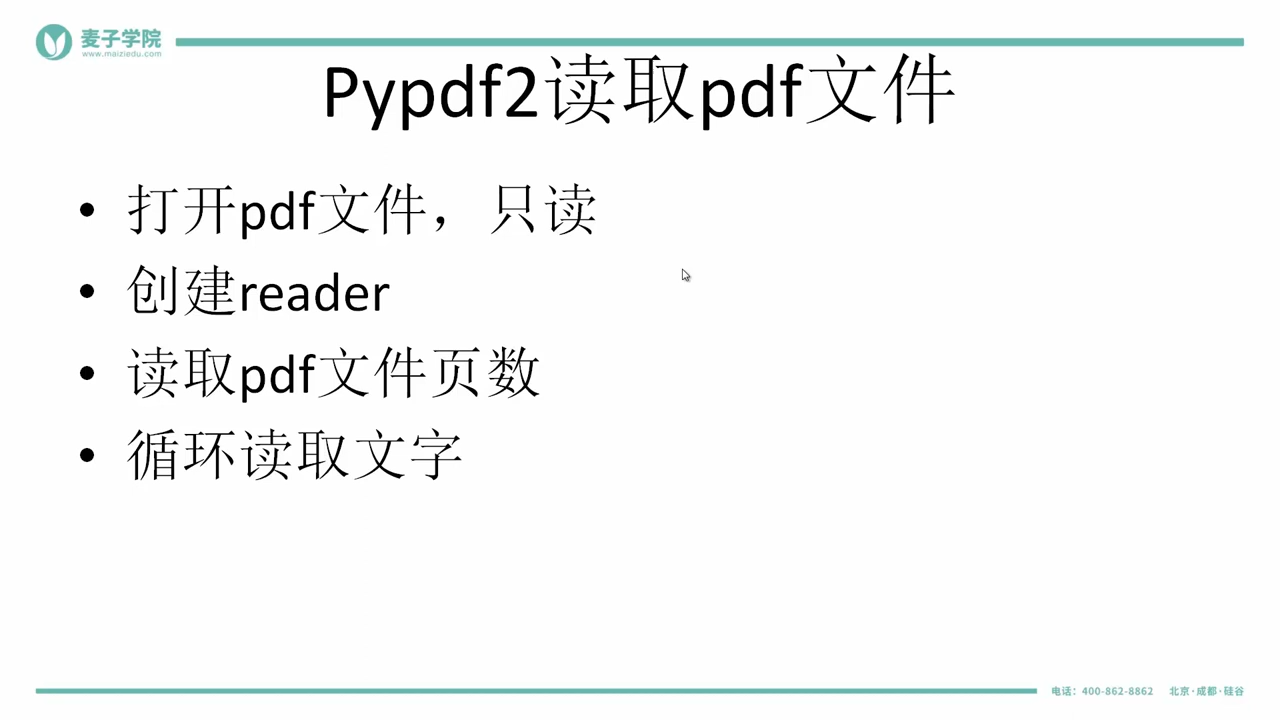 麦子学院
www.maiziedu.com
Pypdf2读取pdf文件
• 打开pdf文件，只读
• 创建reader
• 读取pdf文件页数
• 循环读取文字
电话：400-862-8862 北京·成都·硅谷